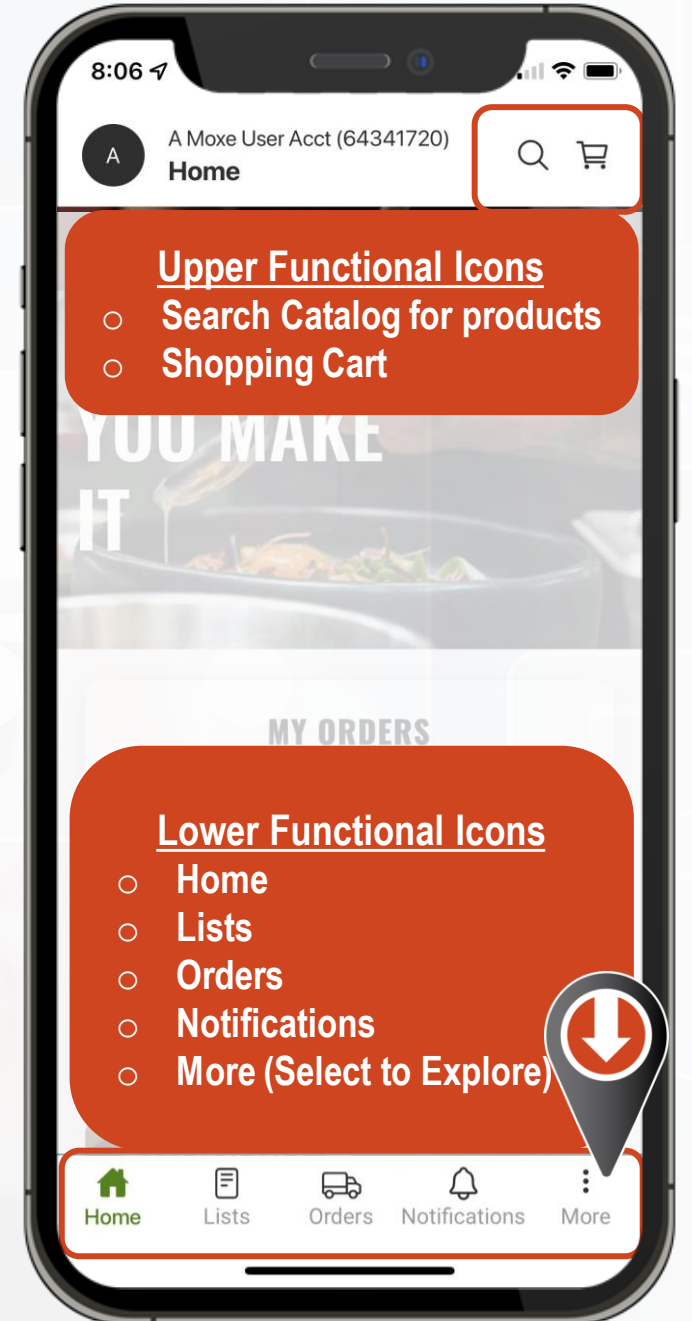 8:06
A
A Moxe User Acct (64341720)
Home
Upper Functional Icons
Search Catalog for products
Shopping Cart
YOU MAKE
IT
MY ORDERS
Lower Functional Icons
Home
Lists
Orders
Notifications
More (Select to Explore)
Home Lists Orders Notifications More